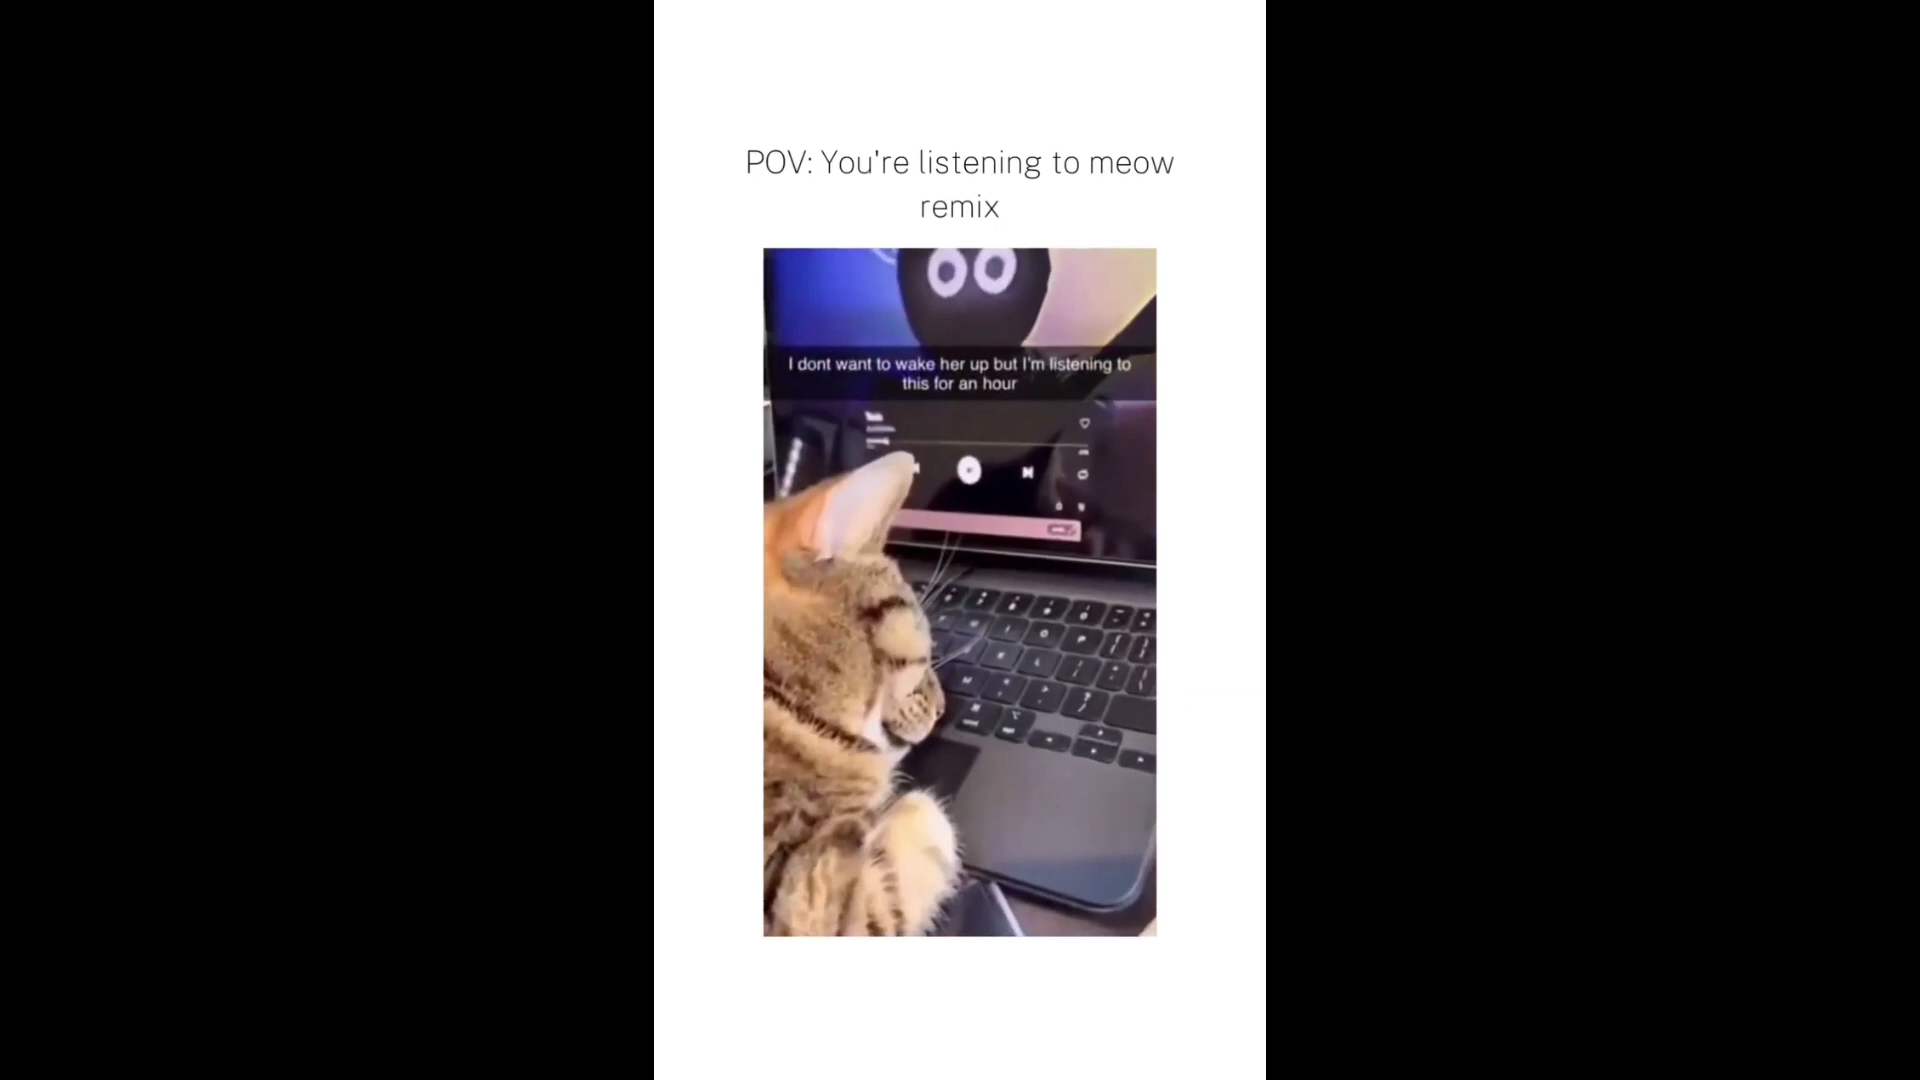 POV: You're listening to meow
remix
I dont want to wake her up but I'm listening to
this for an hour